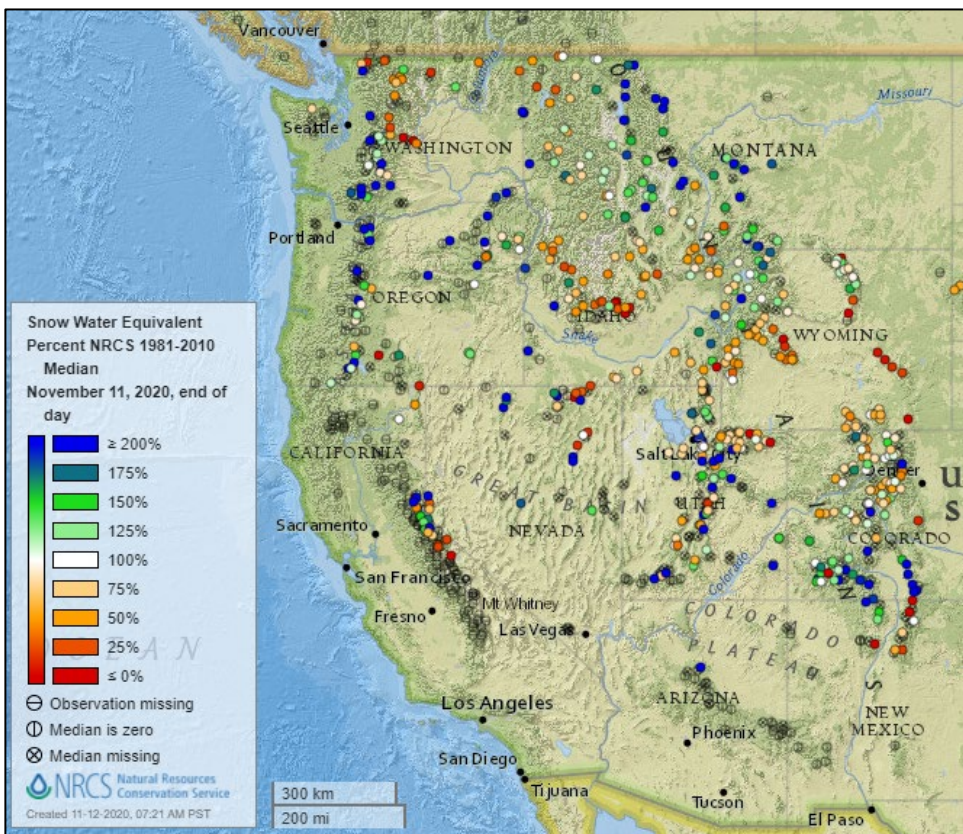 Vancouver
Columbia
Missouri
Seattle
WASHINGTON
MONTANA
Portland
OREGON
IDAHO
Snake
WYOMING
Snow Water Equivalent
Percent NRCS 1981-2010
Median
November 11, 2020, end of
day
≥ 200%
175%
150%
125%
100%
75%
50%
25%
≤ 0%
Observation missing
Median is zero
Median missing
NRCS Natural Resources
Conservation Service
Created 11-12-2020, 07:21 AM PST
CALIFORNIA
GREAT BASIN
Salt Lake City
Denver
UTAH
NEVADA
Sacramento
COLORADO
San Francisco
Colorado
Mt Whitney
Fresno
Las Vegas
COLORADO
PLATEAU
OCEAN
Los Angeles
ARIZONA
NEW
MEXICO
Phoenix
San Diego
Tijuana
Tucson
El Paso
300 km
200 mi